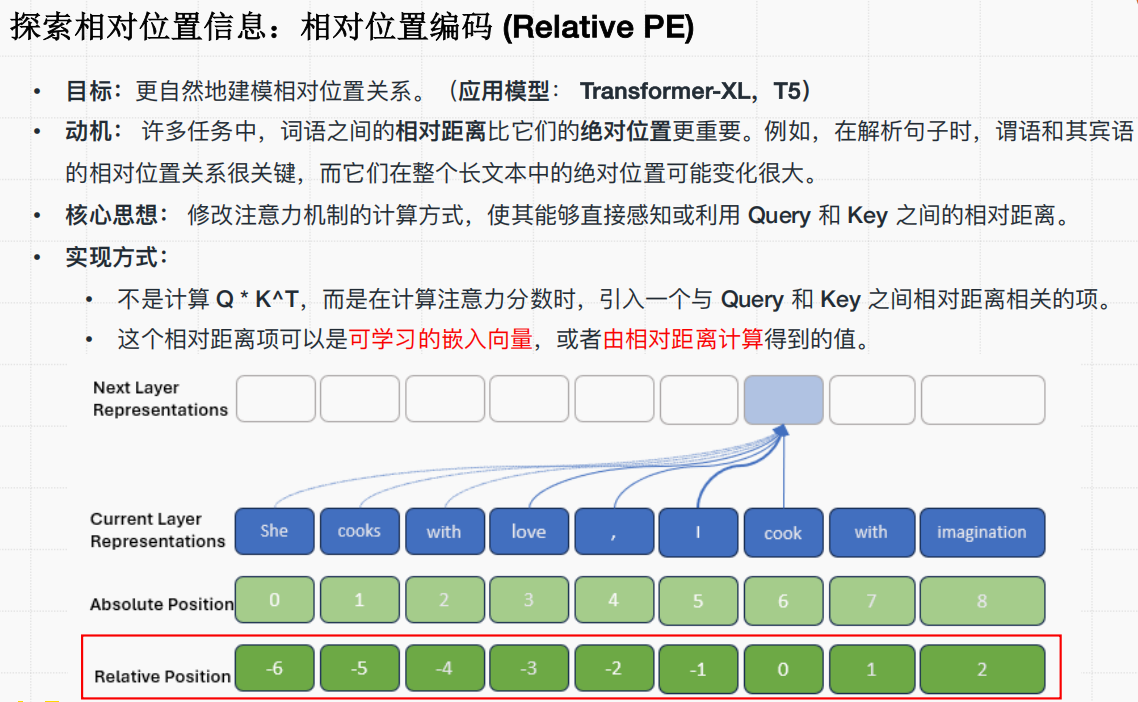 探索相对位置信息：相对位置编码 (Relative PE)
• 目标：更自然地建模相对位置关系。（应用模型： Transformer-XL，T5）
• 动机： 许多任务中，词语之间的相对距离比它们的绝对位置更重要。例如，在解析句子时，谓语和其宾语
的相对位置关系很关键，而它们在整个长文本中的绝对位置可能变化很大。
• 核心思想： 修改注意力机制的计算方式，使其能够直接感知或利用 Query 和 Key 之间的相对距离。
• 实现方式：
• 不是计算 Q * K^T，而是在计算注意力分数时，引入一个与 Query 和 Key 之间相对距离相关的项。
• 这个相对距离项可以是可学习的嵌入向量，或者由相对距离计算得到的值。
Next Layer
Representations
Current Layer
Representations
She cooks with love , I cook with imagination
Absolute Position 0 1 2 3 4 5 6 7 8
Relative Position -6 -5 -4 -3 -2 -1 0 1 2